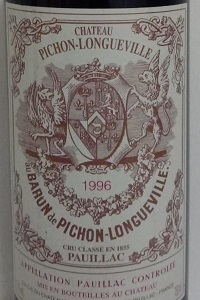 CHATEAU
PICHON-LONGUEVILLE
1996
BARON de PICHON-LONGUEVILLE
CRU CLASSÉ EN 1855
PAUILLAC
APPELLATION PAUILLAC CONTROLÉE
MIS EN BOUTEILLES AU CHATEAU